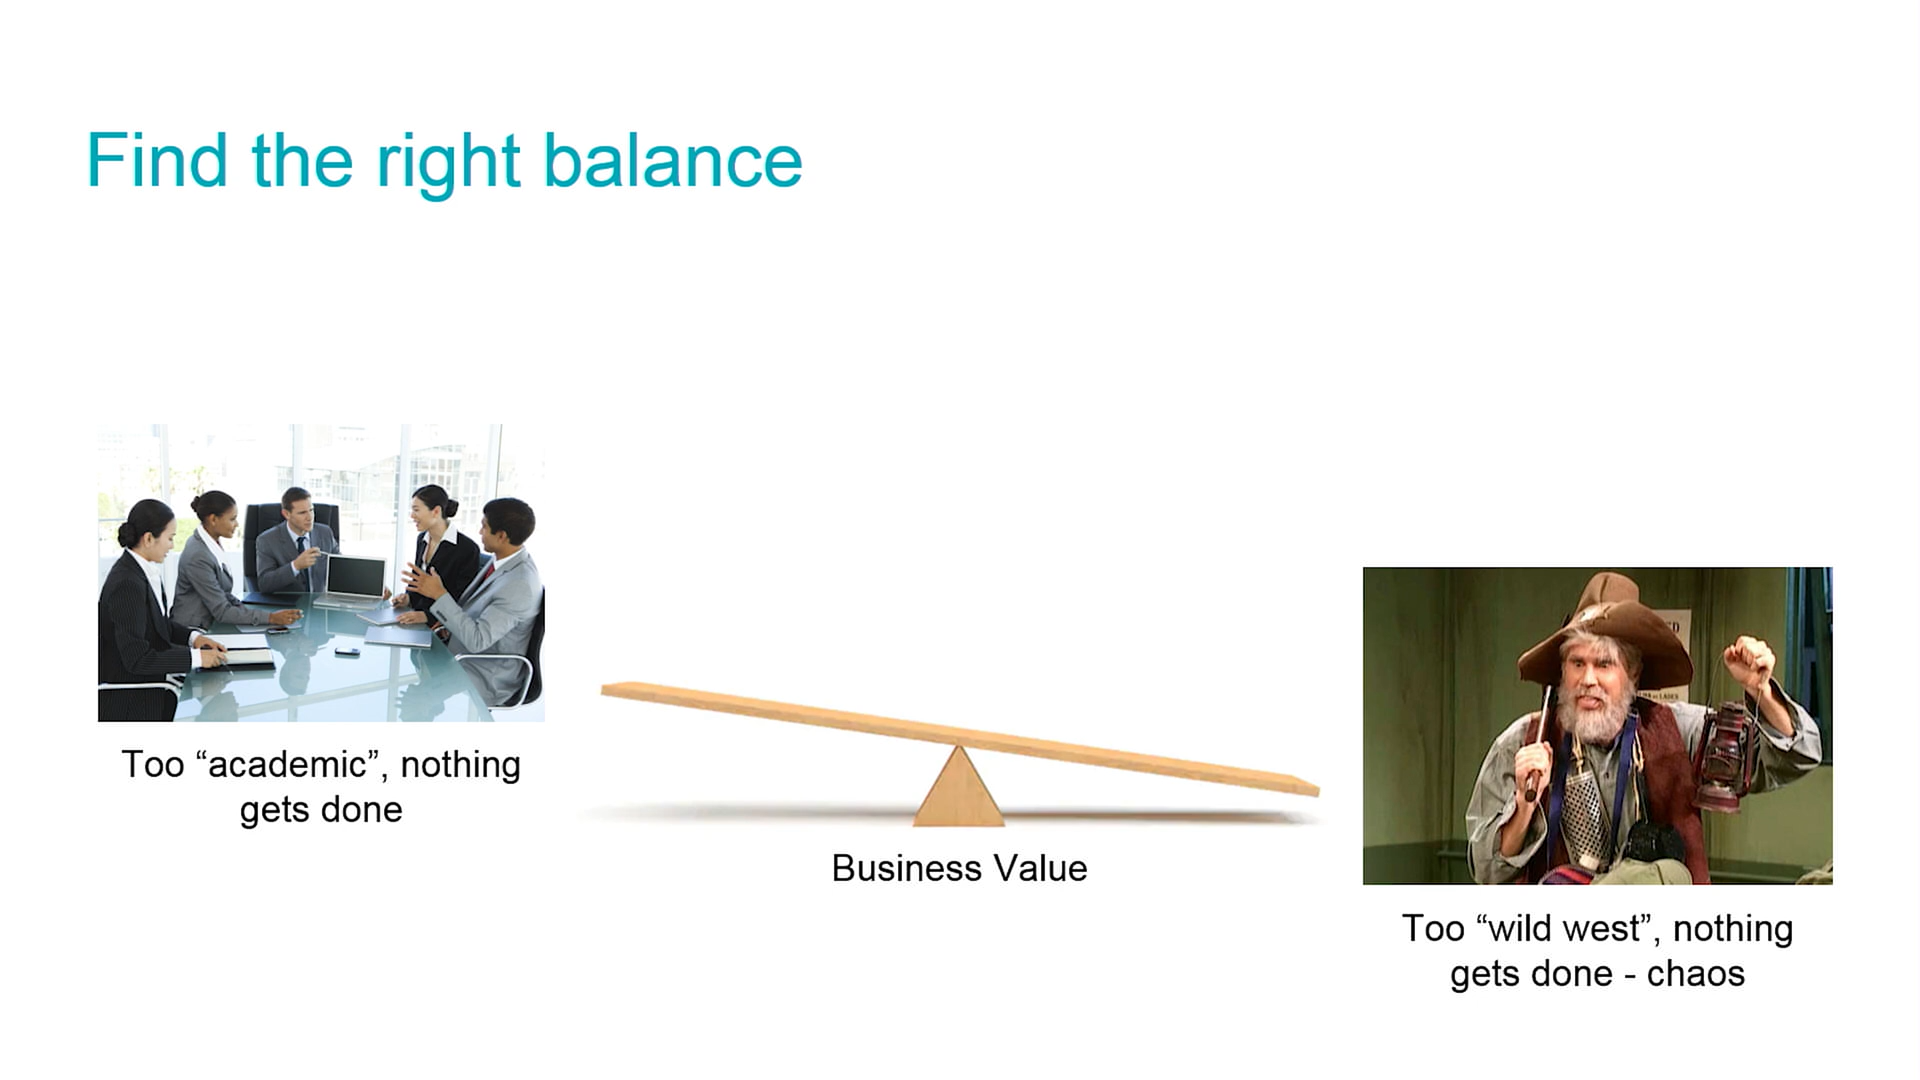 Find the right balance
Too “academic”, nothing
gets done
Business Value
Too “wild west”, nothing
gets done - chaos